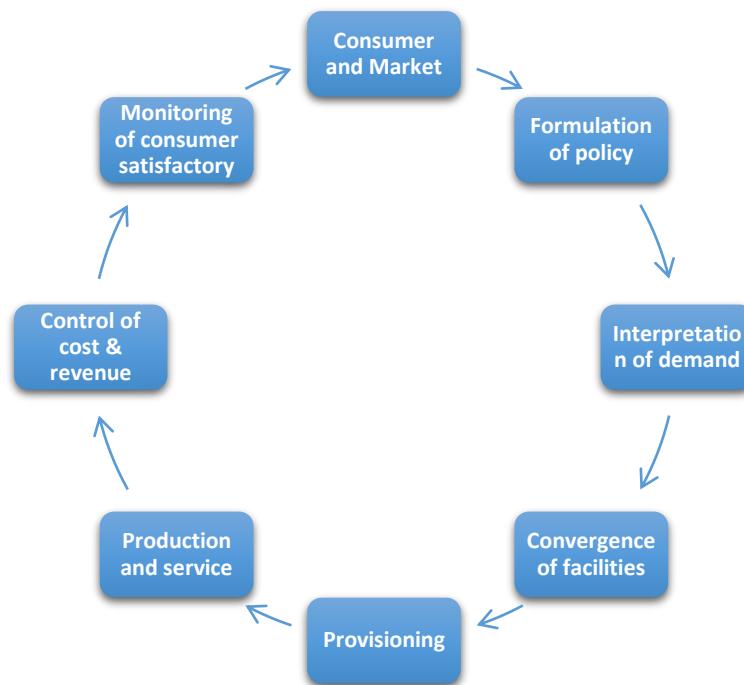 Consumer
and Market
Formulation
of policy
Interpretatio
n of demand
Convergence
of facilities
Provisioning
Production
and service
Control of
cost &
revenue
Monitoring
of consumer
satisfactory